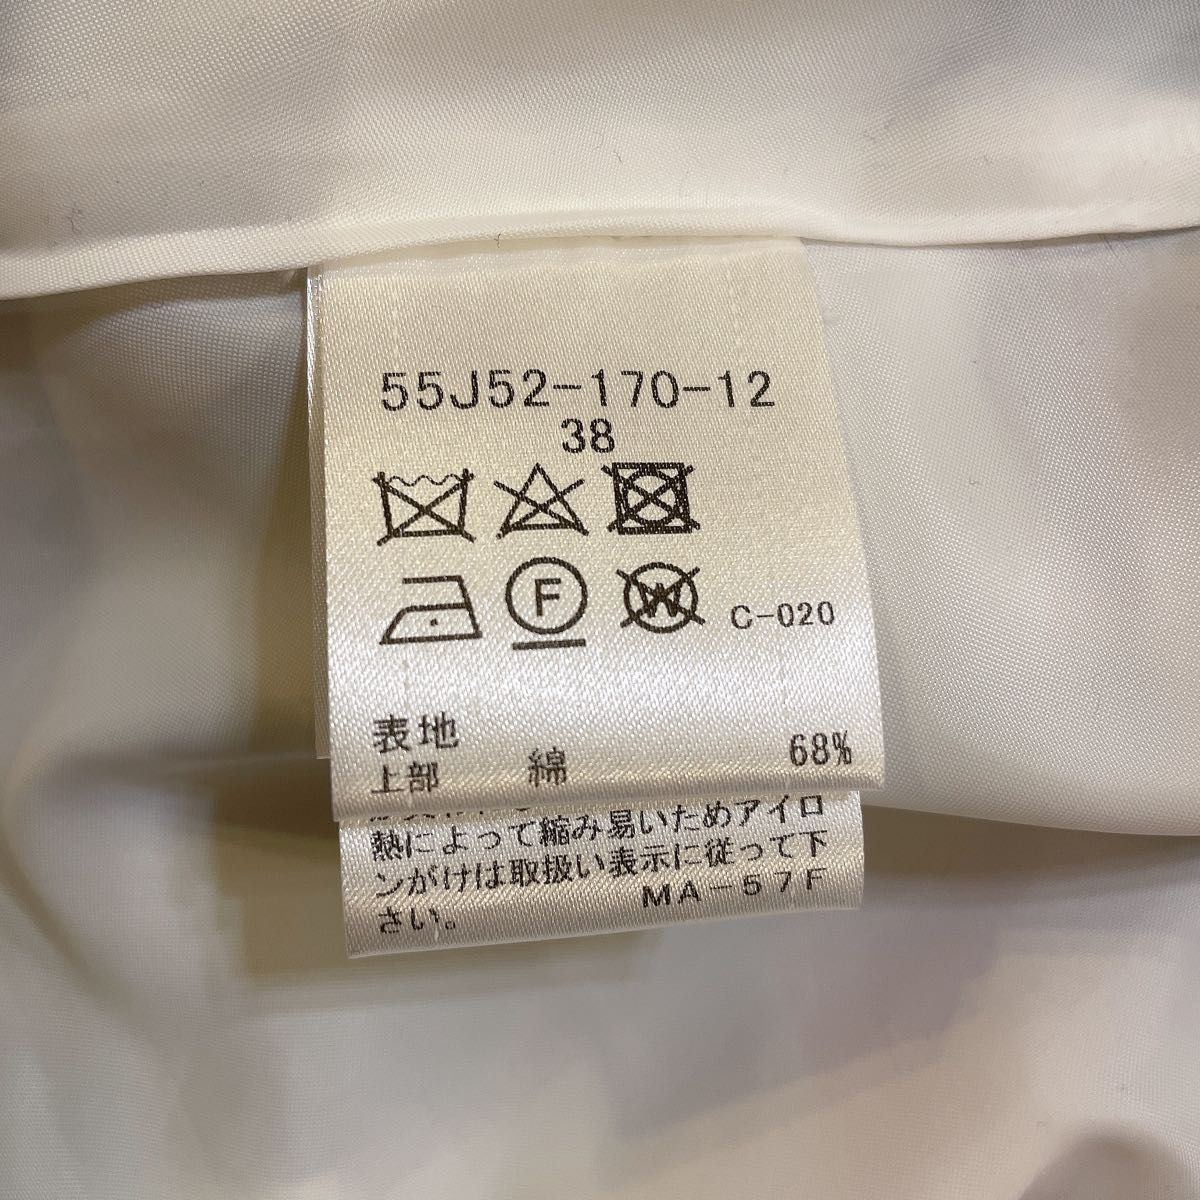 55J52-170-12
38
F
W
C-020
表地
上部 綿 68%
熱によって縮み易いためアイロ
ンがけは取扱い表示に従って下
さい。
MA-57F